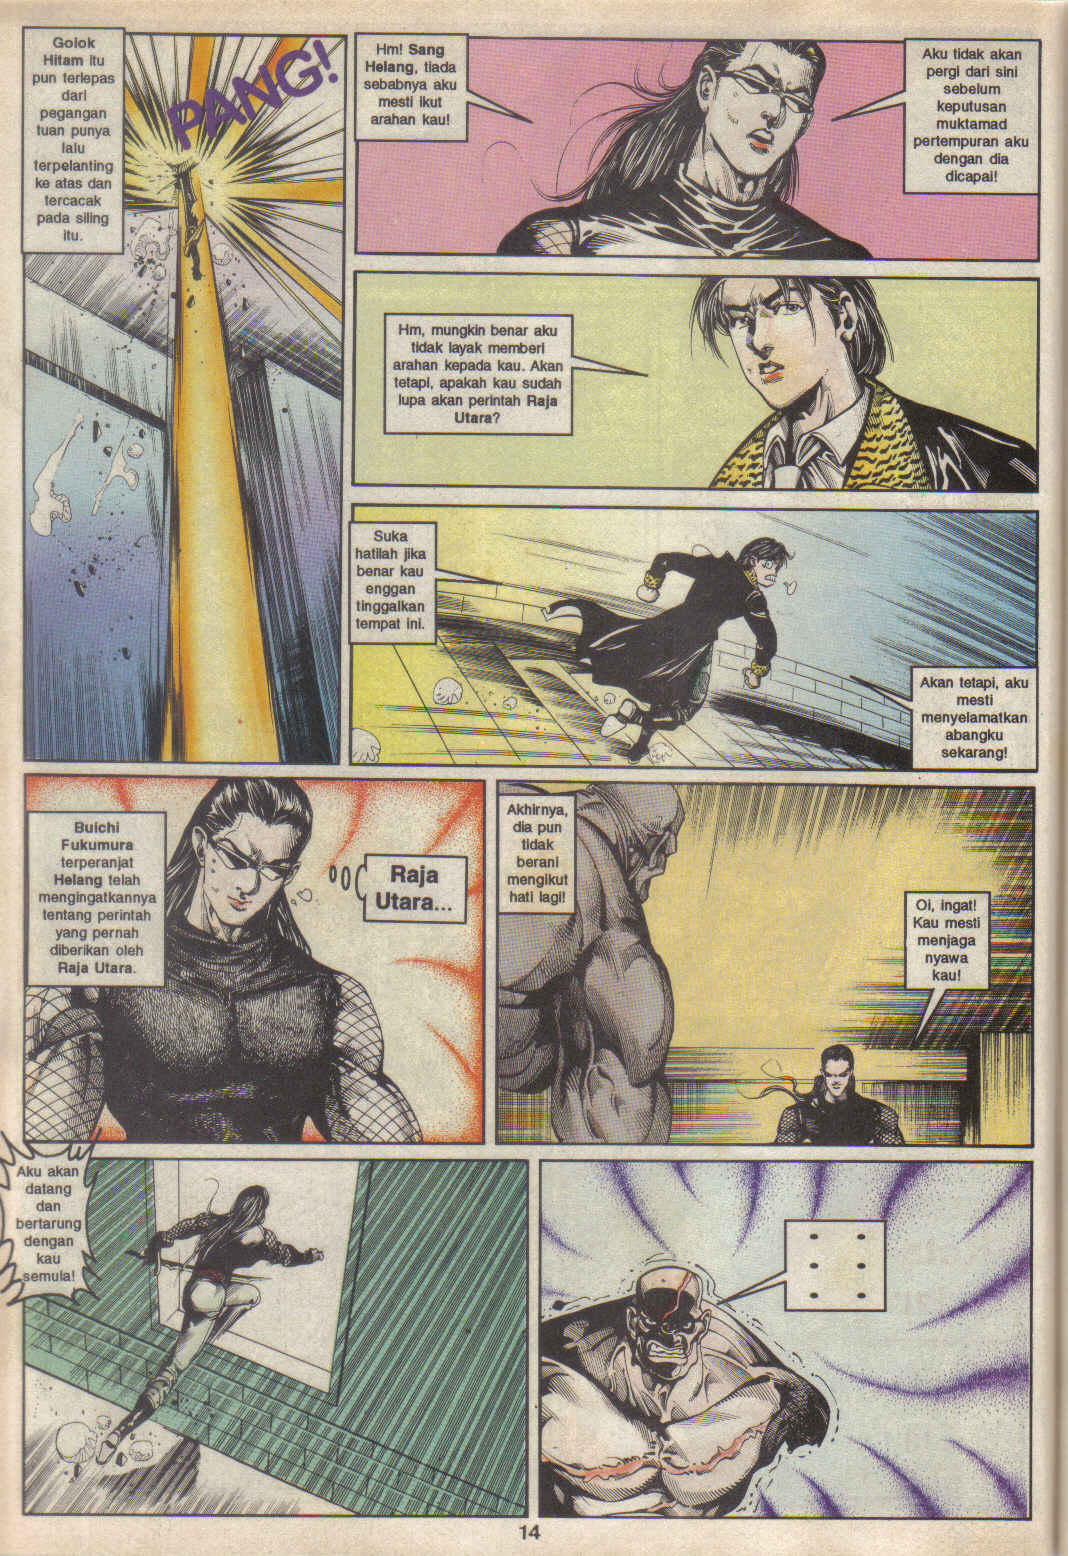 Golok
Hitam itu
pun terlepas
dari
pegangan
tuan punya
lalu
terpelanting
ke atas dan
tercacak
pada siling
itu.
PANG!
Hm! Sang
Helang, tiada
sebabnya aku
mesti ikut
arahan kau!
Aku tidak akan
pergi dari sini
sebelum
keputusan
muktamad
pertempuran aku
dengan dia
dicapai!
Hm, mungkin benar aku
tidak layak memberi
arahan kepada kau. Akan
tetapi, apakah kau sudah
lupa akan perintah Raja
Utara?
Suka
hatilah jika
benar kau
enggan
tinggalkan
tempat ini.
Akan tetapi, aku
mesti
menyelamatkan
abangku
sekarang!
Buichi
Fukumura
terperanjat
Helang telah
mengingatkannya
tentang perintah
yang pernah
diberikan oleh
Raja Utara.
Raja
Utara...
Akhirnya,
dia pun
tidak
berani
mengikut
hati lagi!
Oi, ingat!
Kau mesti
menjaga
nyawa
kau!
Aku akan
datang
dan
bertarung
dengan
kau
semula!
• •
• •
• •
14